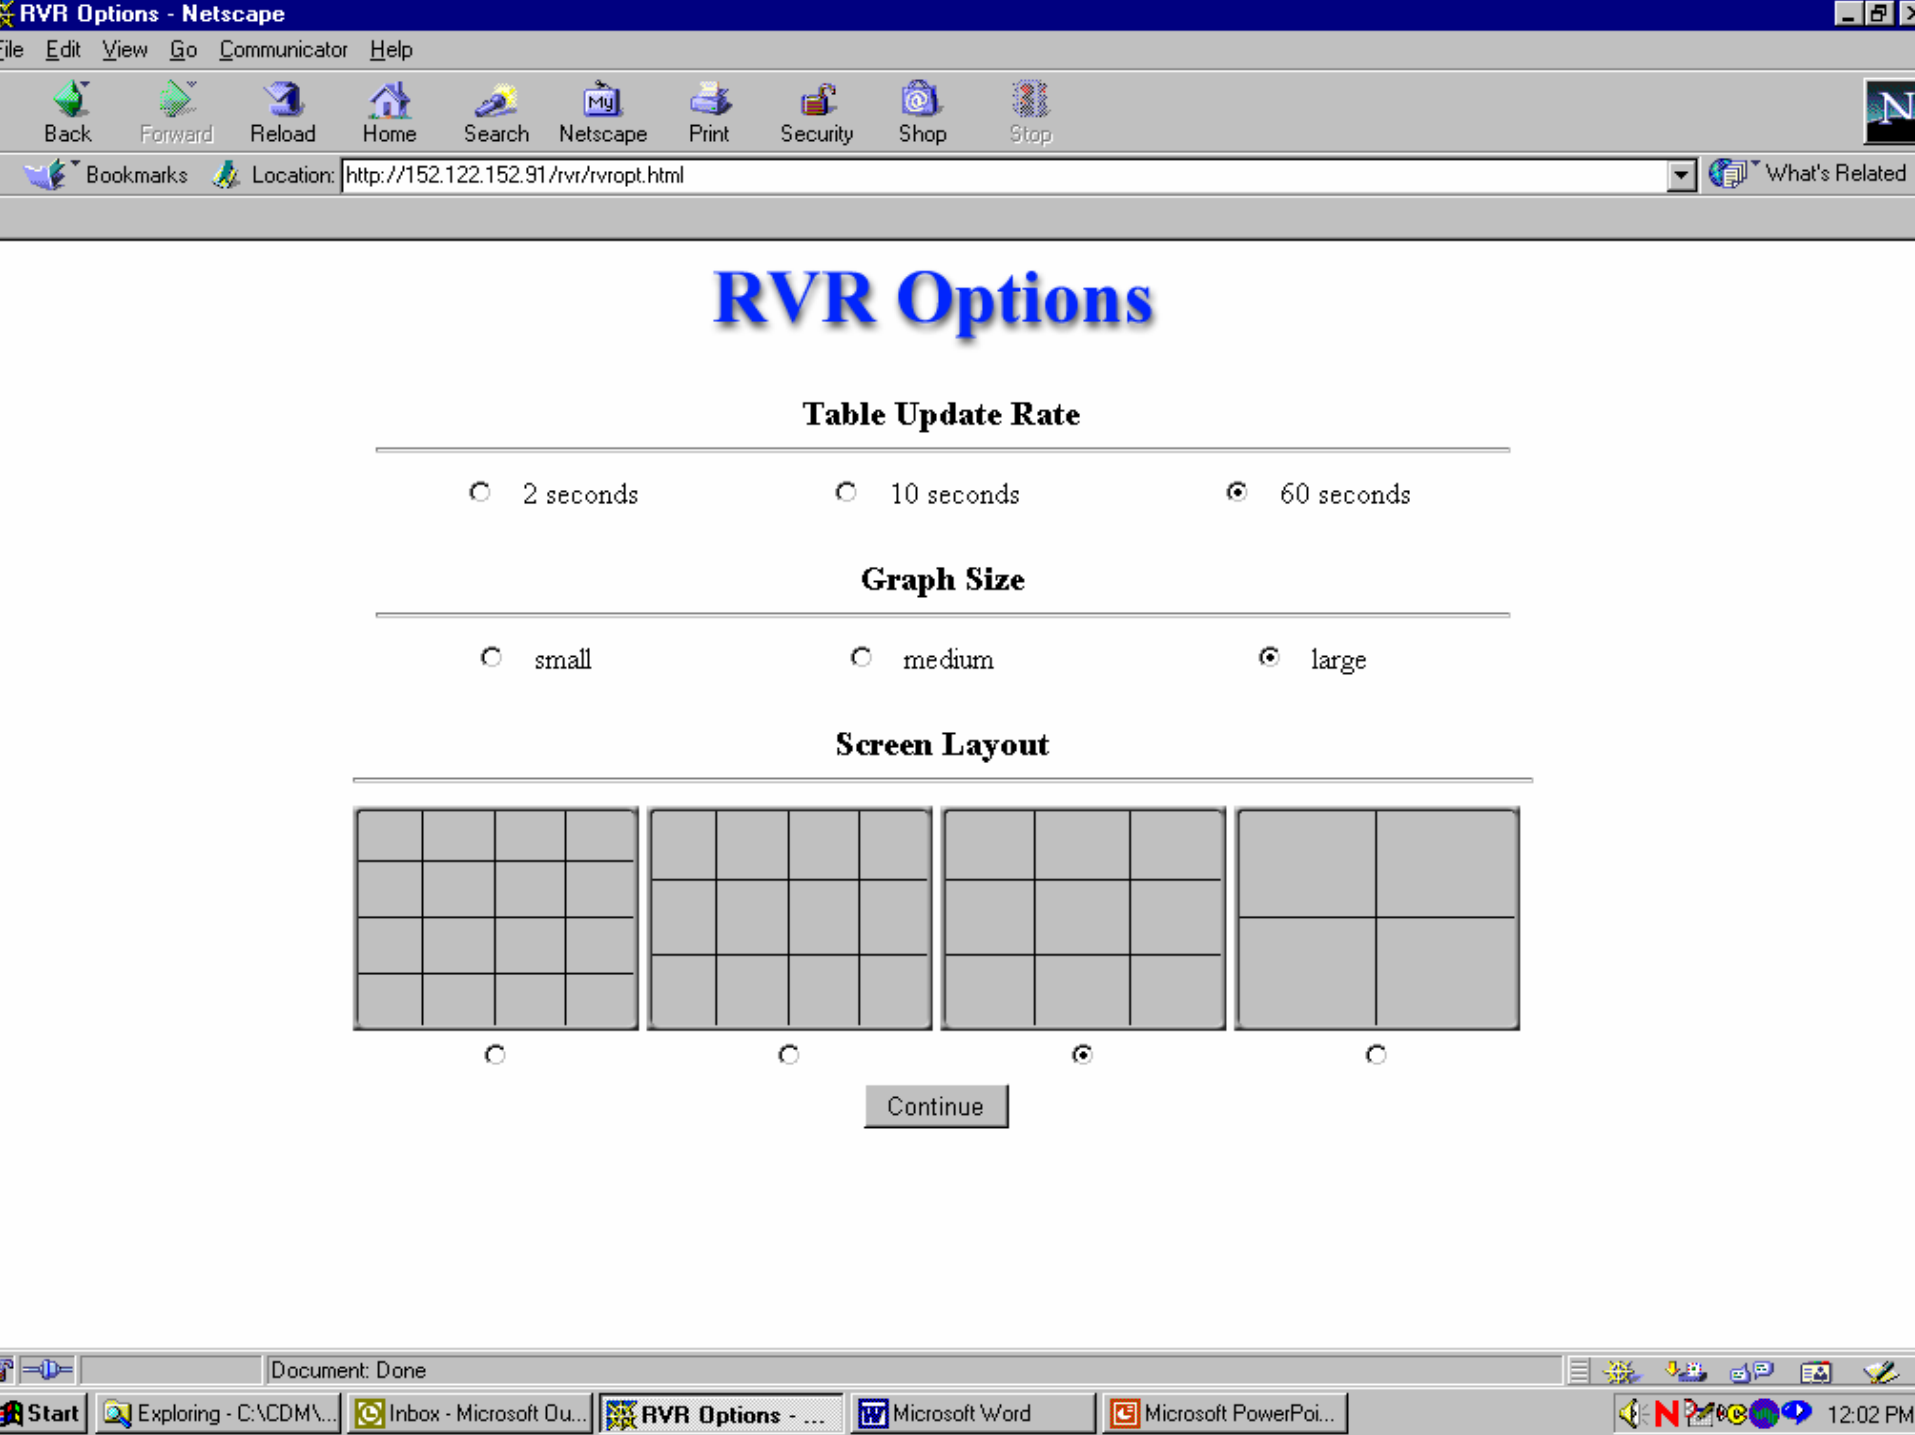 RVR Options - Netscape
File Edit View Go Communicator Help
Back Forward Reload Home Search Netscape Print Security Shop Stop
My
N
Bookmarks Location: http://152.122.152.91/rvr/rvropt.html What's Related
RVR Options
Table Update Rate
2 seconds 10 seconds 60 seconds
Graph Size
small medium large
Screen Layout
Continue
Document: Done
Start Exploring - C:\CDM\... Inbox - Microsoft Ou... RVR Options - ... Microsoft Word Microsoft PowerPoi... 12:02 PM